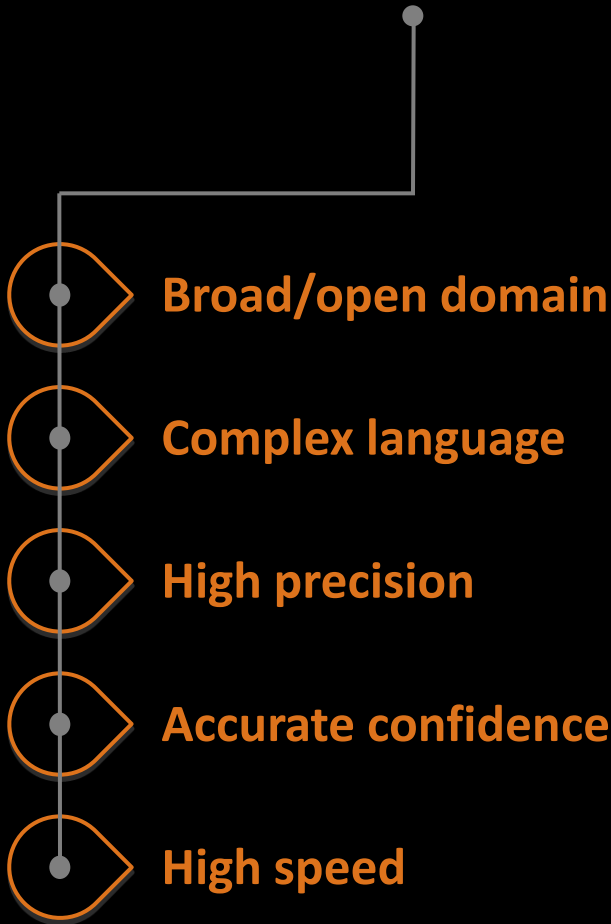 Broad/open domain
Complex language
High precision
Accurate confidence
High speed